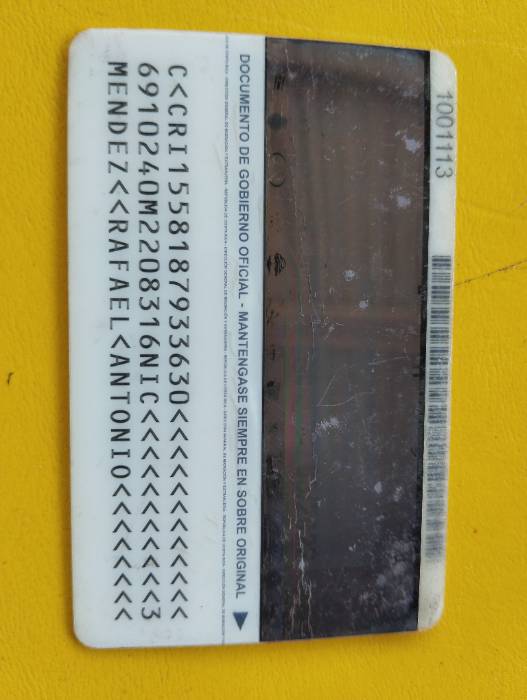 1001113
DOCUMENTO DE GOBIERNO OFICIAL - MANTENGASE SIEMPRE EN SOBRE ORIGINAL
C<CRI1558187933630<<<<<<<<<<<<
6910240M2208316NIC<<<<<<<<<<<3
MENDEZ<<RAFAEL<ANTONIO<<<<<<<<